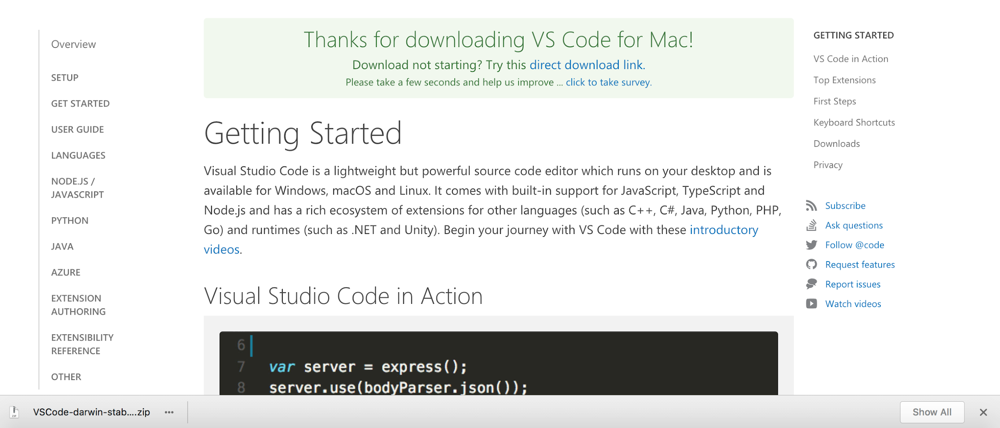 Overview
SETUP
GET STARTED
USER GUIDE
LANGUAGES
NODE.JS /
JAVASCRIPT
PYTHON
JAVA
AZURE
EXTENSION
AUTHORING
EXTENSIBILITY
REFERENCE
OTHER
Thanks for downloading VS Code for Mac!
Download not starting? Try this direct download link.
Please take a few seconds and help us improve ... click to take survey.
Getting Started
Visual Studio Code is a lightweight but powerful source code editor which runs on your desktop and is
available for Windows, macOS and Linux. It comes with built-in support for JavaScript, TypeScript and
Node.js and has a rich ecosystem of extensions for other languages (such as C++, C#, Java, Python, PHP,
Go) and runtimes (such as .NET and Unity). Begin your journey with VS Code with these introductory
videos.
Visual Studio Code in Action
6
7 var server = express();
8 server.use(bodyParser.json());
GETTING STARTED
VS Code in Action
Top Extensions
First Steps
Keyboard Shortcuts
Downloads
Privacy
Subscribe
Ask questions
Follow @code
Request features
Report issues
Watch videos
ZIP
VSCode-darwin-stab....zip
Show All